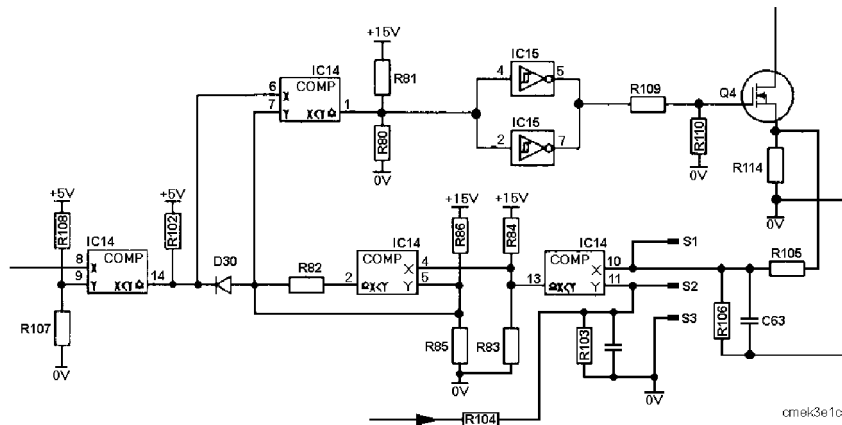 +15V
IC14
COMP
6
X
7
Y
X<Y
1
R81
R80
0V
IC15
4
5
IC15
2
7
R109
R110
0V
Q4
R114
0V
+5V
R108
+5V
R102
IC14
8
X
COMP
9
Y
X<Y
14
R107
0V
D30
R82
IC14
COMP
2
X<Y
X
4
Y
5
+15V
R86
+15V
R84
R85
R83
0V
IC14
COMP
13
X<Y
X
10
Y
11
S1
S2
S3
R105
R106
C63
R103
0V
R104
cmek3e1c